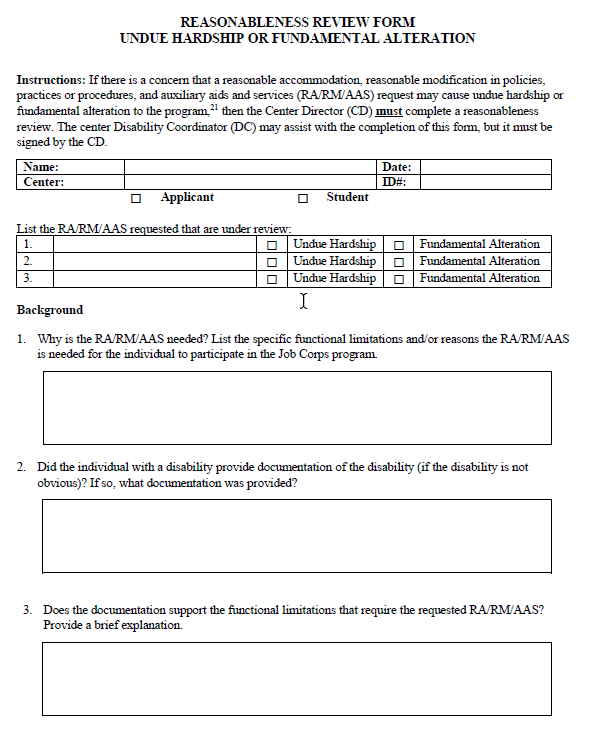 REASONABLENESS REVIEW FORM
UNDUE HARDSHIP OR FUNDAMENTAL ALTERATION
Instructions: If there is a concern that a reasonable accommodation, reasonable modification in policies,
practices or procedures, and auxiliary aids and services (RA/RM/AAS) request may cause undue hardship or
fundamental alteration to the program,21 then the Center Director (CD) must complete a reasonableness
review. The center Disability Coordinator (DC) may assist with the completion of this form, but it must be
signed by the CD.
Name: Date:
Center: ID#:
☐ Applicant ☐ Student
List the RA/RM/AAS requested that are under review:
1. ☐ Undue Hardship ☐ Fundamental Alteration
2. ☐ Undue Hardship ☐ Fundamental Alteration
3. ☐ Undue Hardship ☐ Fundamental Alteration
Background
1. Why is the RA/RM/AAS needed? List the specific functional limitations and/or reasons the RA/RM/AAS
is needed for the individual to participate in the Job Corps program.
2. Did the individual with a disability provide documentation of the disability (if the disability is not
obvious)? If so, what documentation was provided?
3. Does the documentation support the functional limitations that require the requested RA/RM/AAS?
Provide a brief explanation.